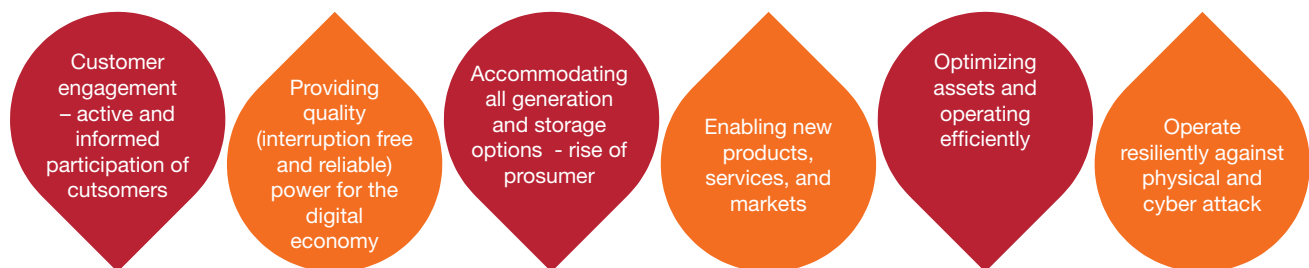 Customer
engagement
– active and
informed
participation of
cutsomers
Providing
quality
(interruption free
and reliable)
power for the
digital
economy
Accommodating
all generation
and storage
options - rise of
prosumer
Enabling new
products,
services, and
markets
Optimizing
assets and
operating
efficiently
Operate
resiliently against
physical and
cyber attack